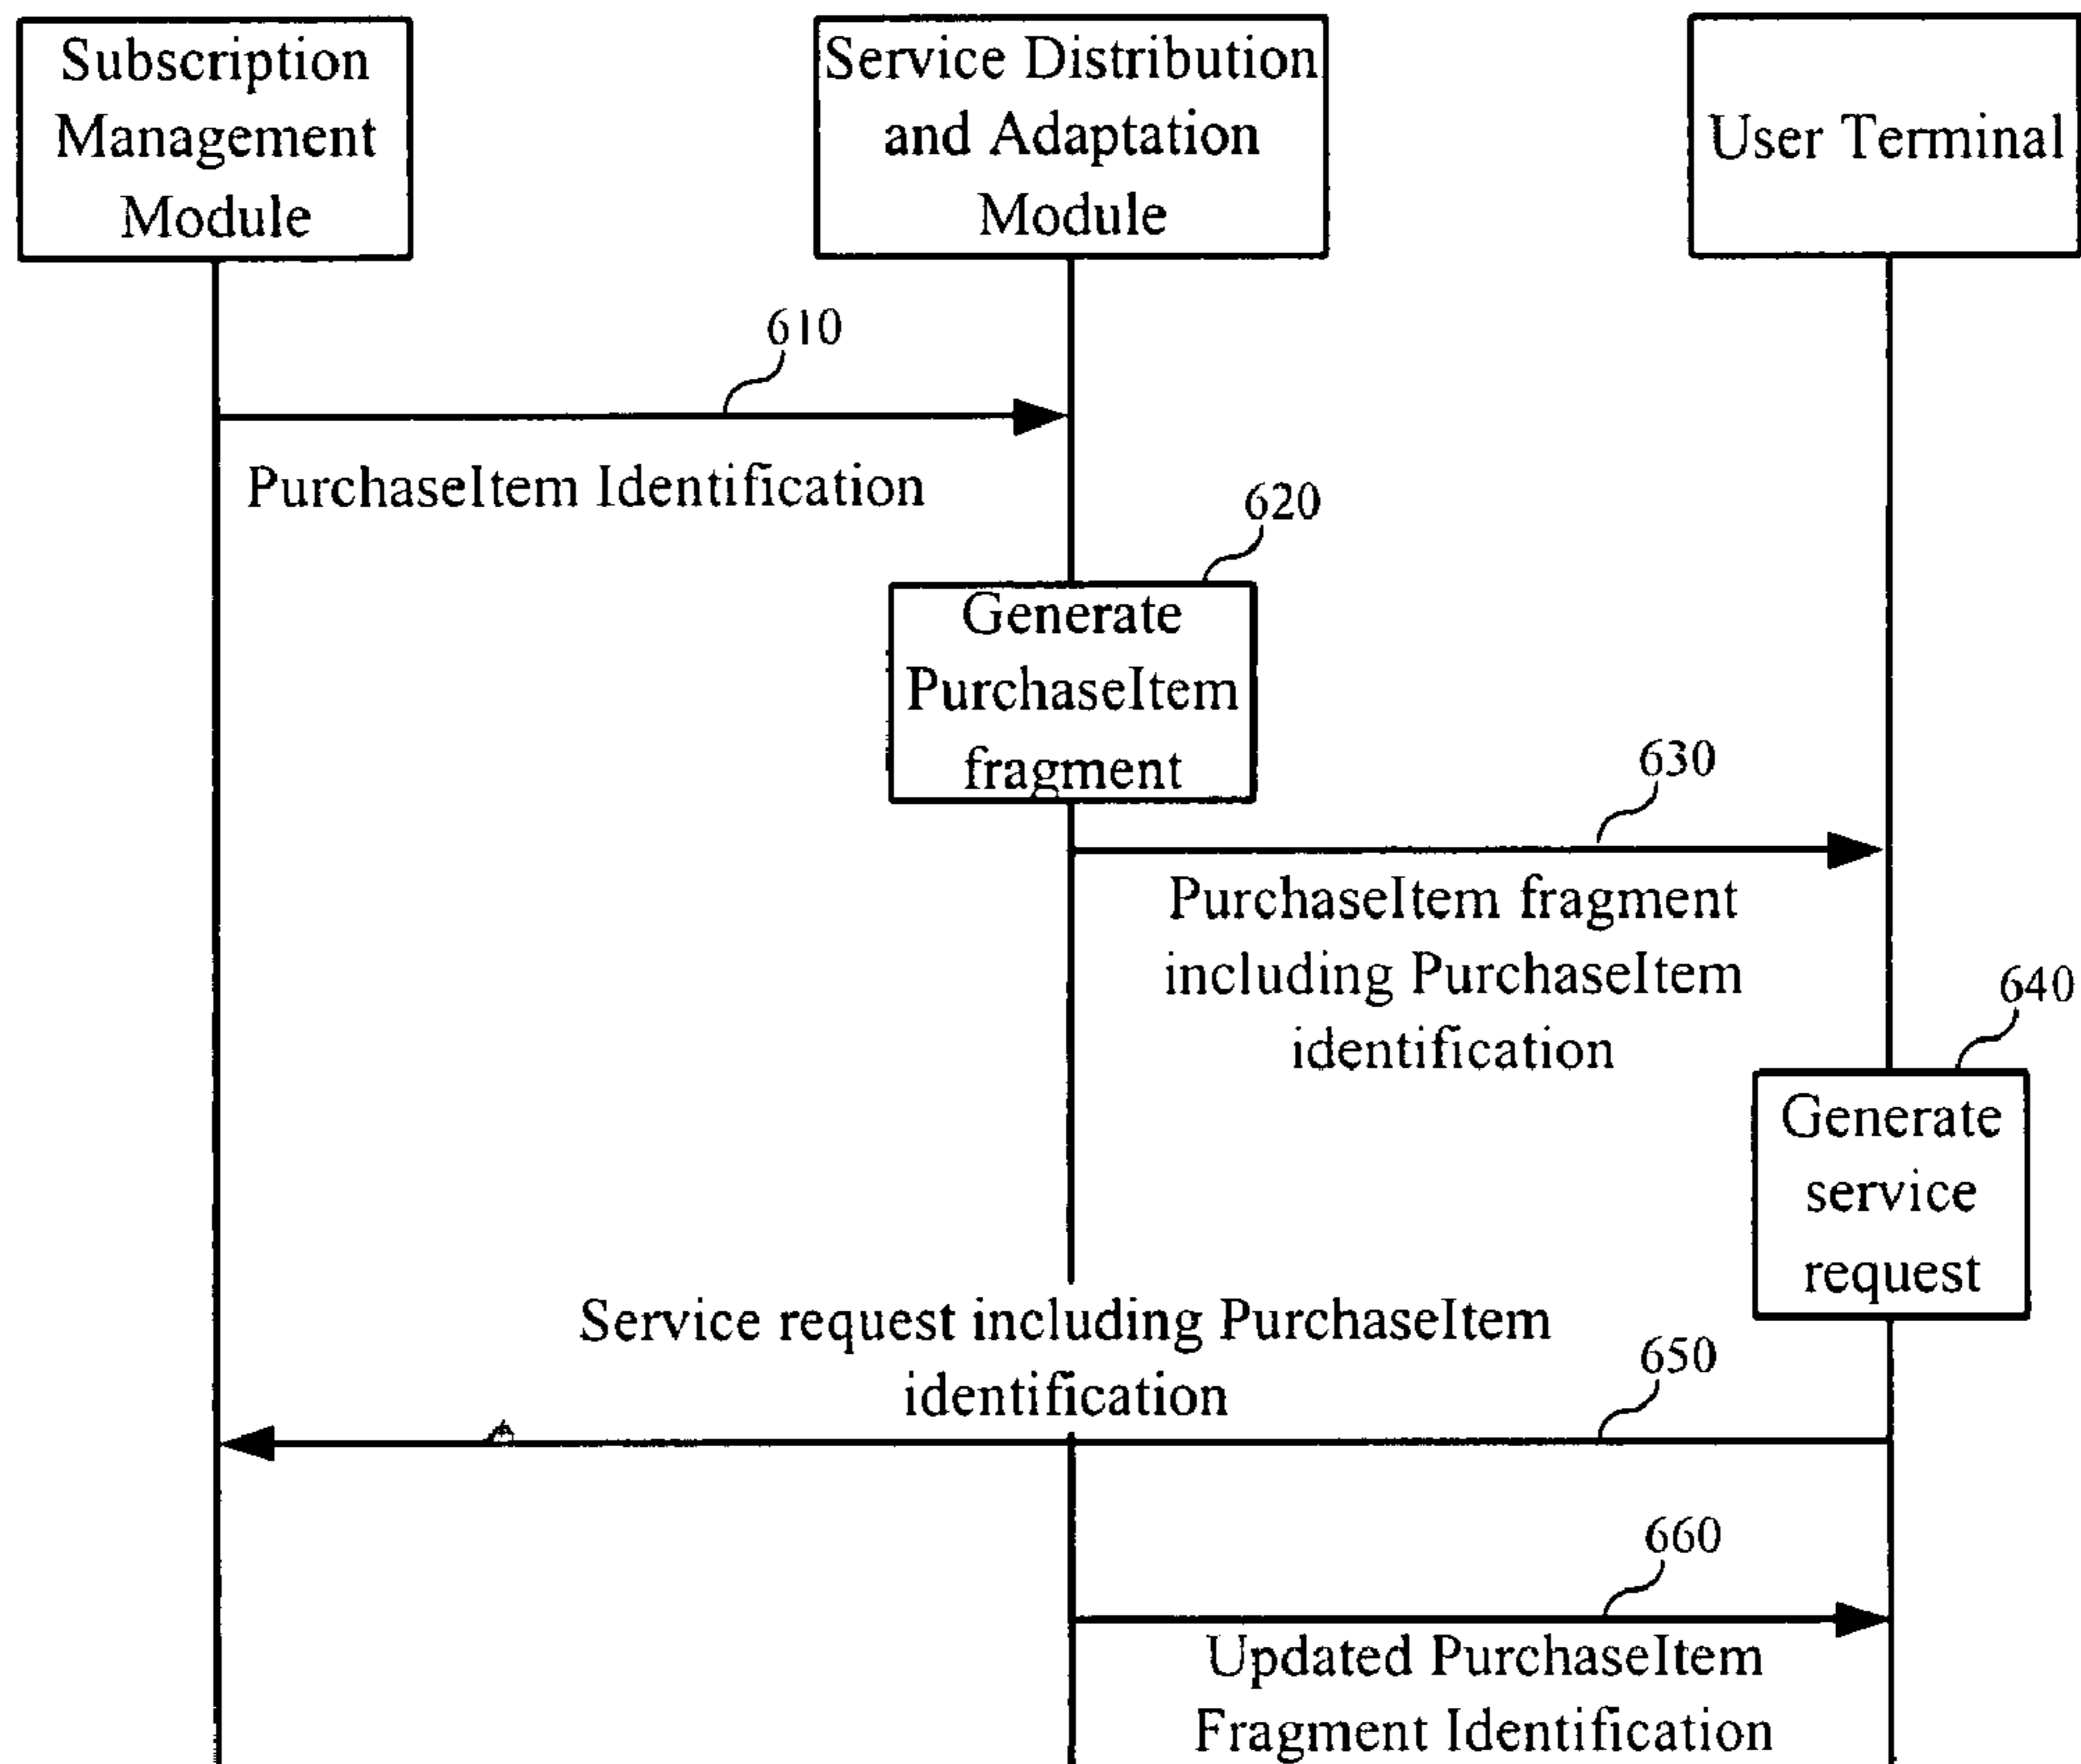 Subscription
Management
Module
Service Distribution
and Adaptation
Module
User Terminal
610
PurchaseItem Identification
620
Generate
PurchaseItem
fragment
630
PurchaseItem fragment
including PurchaseItem
identification
640
Generate
service
request
Service request including PurchaseItem
identification
650
660
Updated PurchaseItem
Fragment Identification